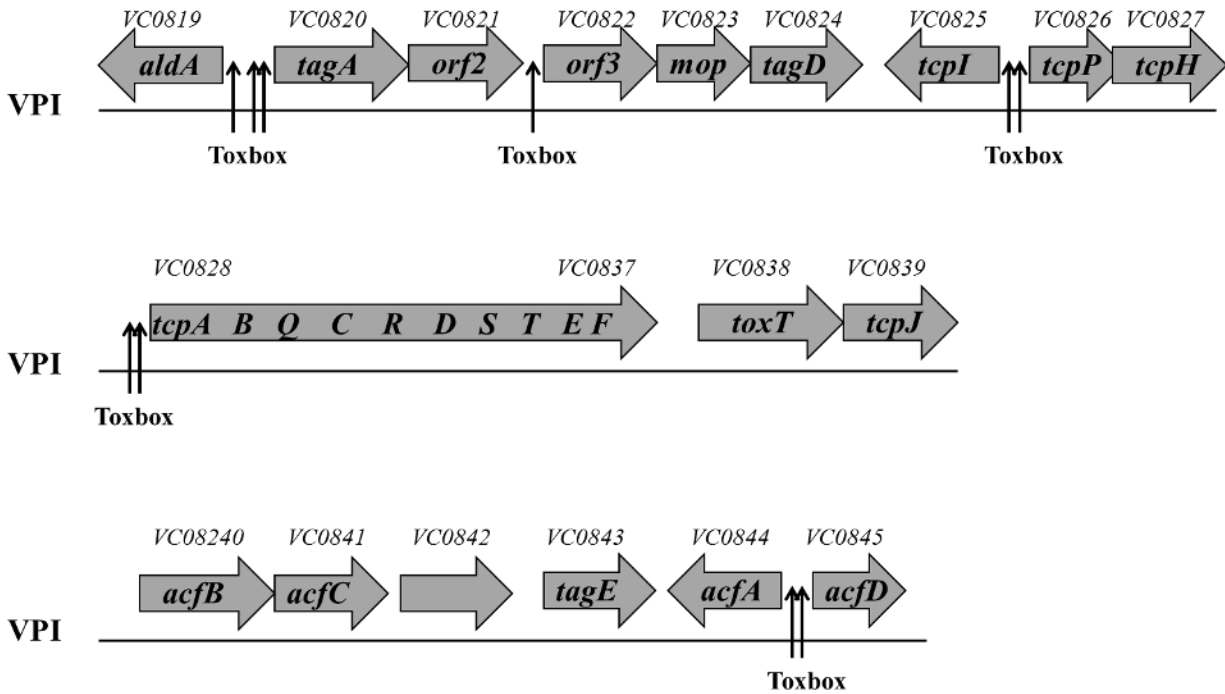 VC0819 VC0820 VC0821 VC0822 VC0823 VC0824 VC0825 VC0826 VC0827
aldA tagA orf2 orf3 mop tagD tcpI tcpP tcpH
VPI
Toxbox Toxbox Toxbox
VC0828 VC0837 VC0838 VC0839
tcpA B Q C R D S T E F toxT tcpJ
VPI
Toxbox
VC08240 VC0841 VC0842 VC0843 VC0844 VC0845
acfB acfC tagE acfA acfD
VPI
Toxbox